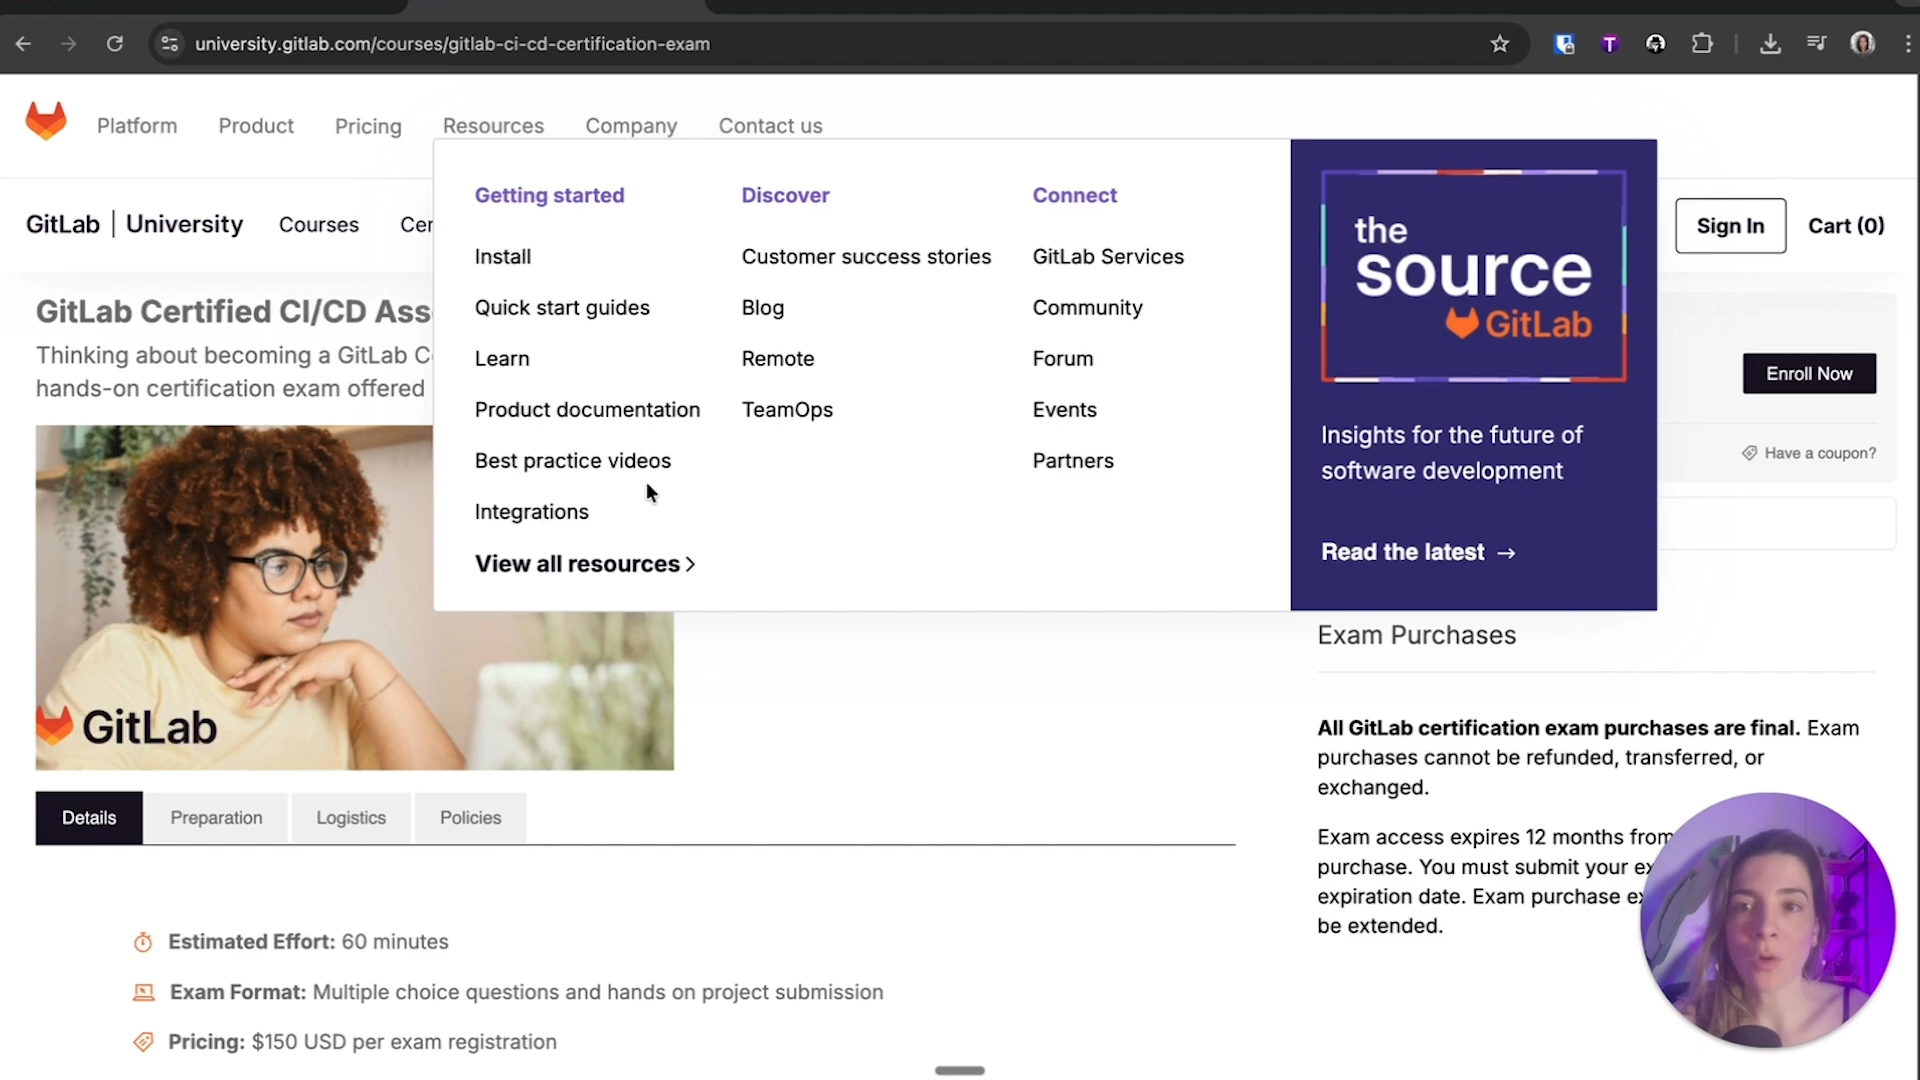 university.gitlab.com/courses/gitlab-ci-cd-certification-exam
T
Platform
Product
Pricing
Resources
Company
Contact us
GitLab | University
Courses
Cer
Sign In
Cart (0)
Getting started
Install
Quick start guides
Learn
Product documentation
Best practice videos
Integrations
View all resources
Discover
Customer success stories
Blog
Remote
TeamOps
Connect
GitLab Services
Community
Forum
Events
Partners
the
source
GitLab
Insights for the future of
software development
Read the latest →
GitLab Certified CI/CD Ass
Thinking about becoming a GitLab C
hands-on certification exam offered
Enroll Now
Have a coupon?
GitLab
Details
Preparation
Logistics
Policies
Estimated Effort: 60 minutes
Exam Format: Multiple choice questions and hands on project submission
Pricing: $150 USD per exam registration
Exam Purchases
All GitLab certification exam purchases are final. Exam
purchases cannot be refunded, transferred, or
exchanged.
Exam access expires 12 months from
purchase. You must submit your ex
expiration date. Exam purchase ex
be extended.